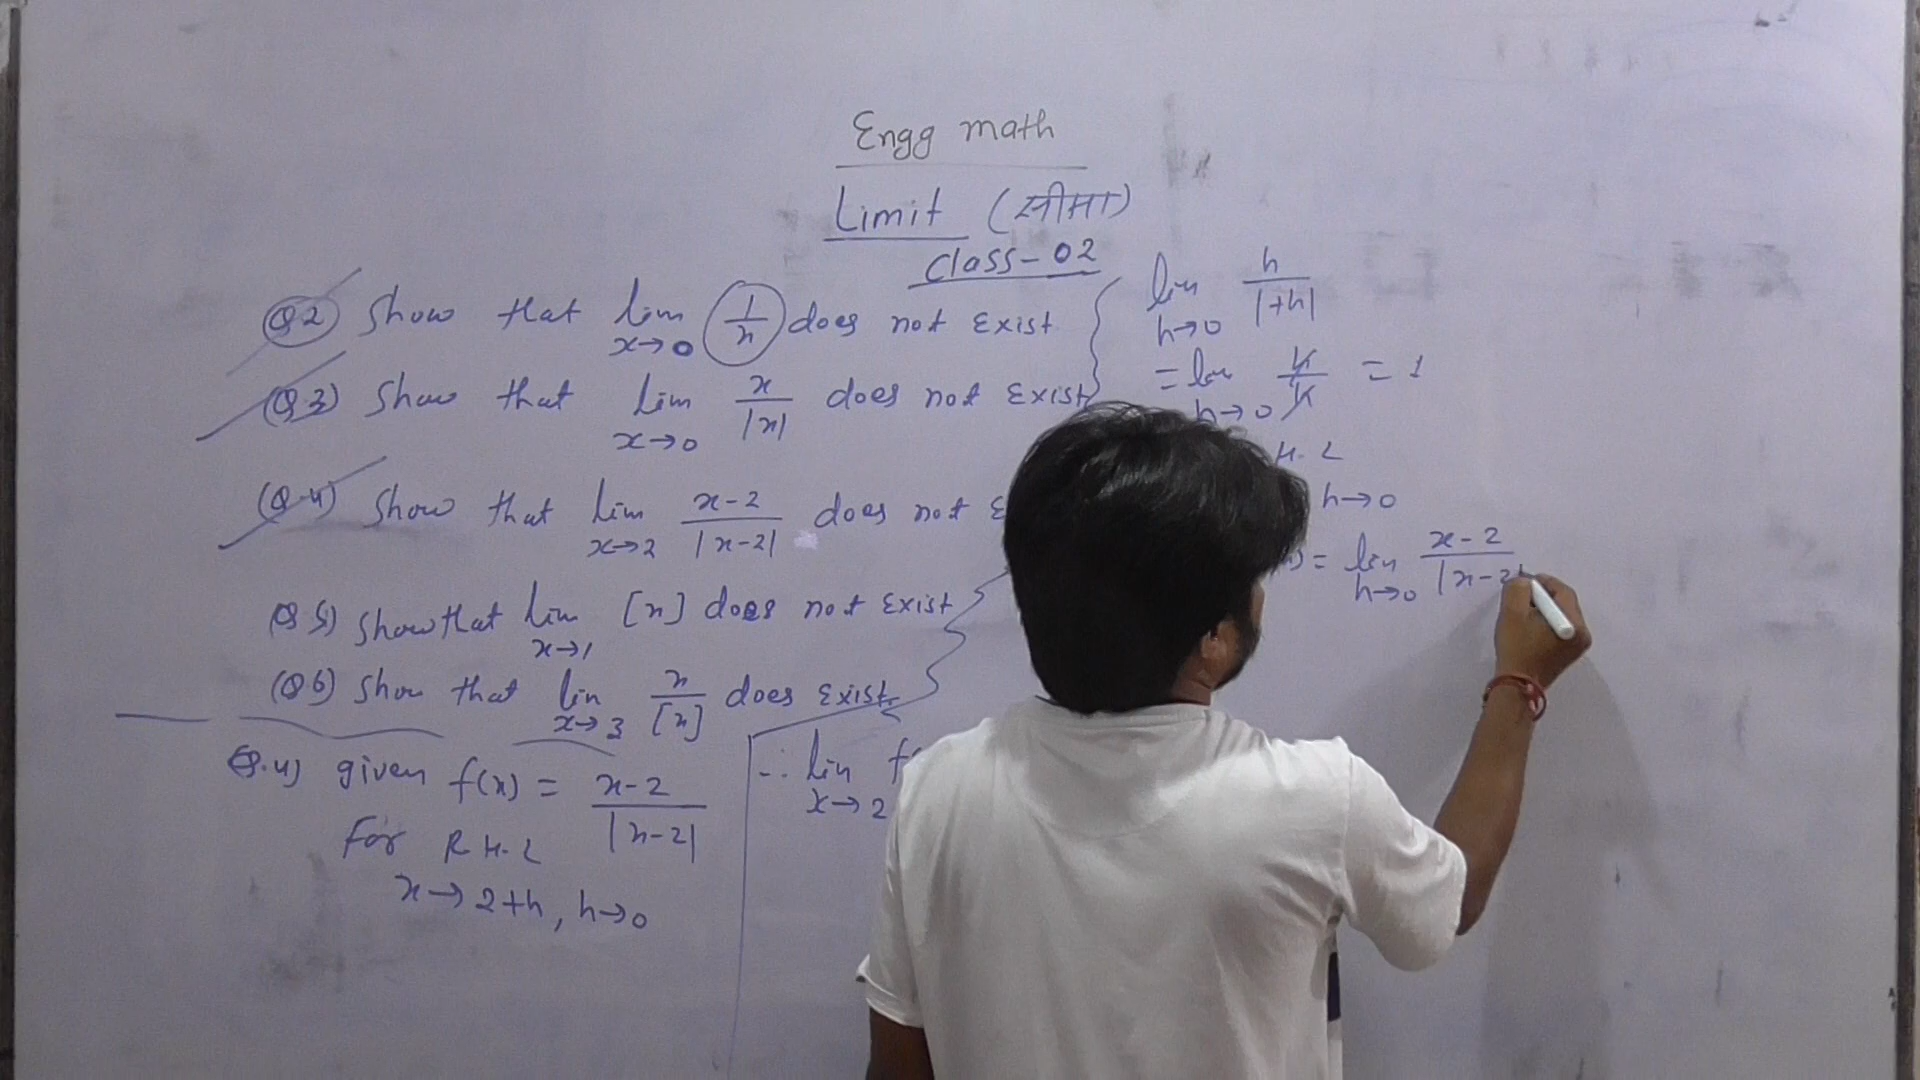 Engg math
Limit (सीमा)
Class-02
(Q2) Show that lim x→0 1/x does not Exist
(Q.3) Show that lim x→0 x/|x| does not Exist
(Q.4) Show that lim x→2 x-2/|x-2| does not
(Q5) Show that lim x→1 [x] does not Exist
(Q6) Show that lim x→3 x/[x] does Exist
Q.4) given f(x) = x-2/|x-2|
For R.H.L
x→2+h, h→0
∴ lim x→2 f
lim h→0 h/|+h|
= lim h→0 h/h = 1
H.L
h→0
= lim h→0 x-2/|x-2|